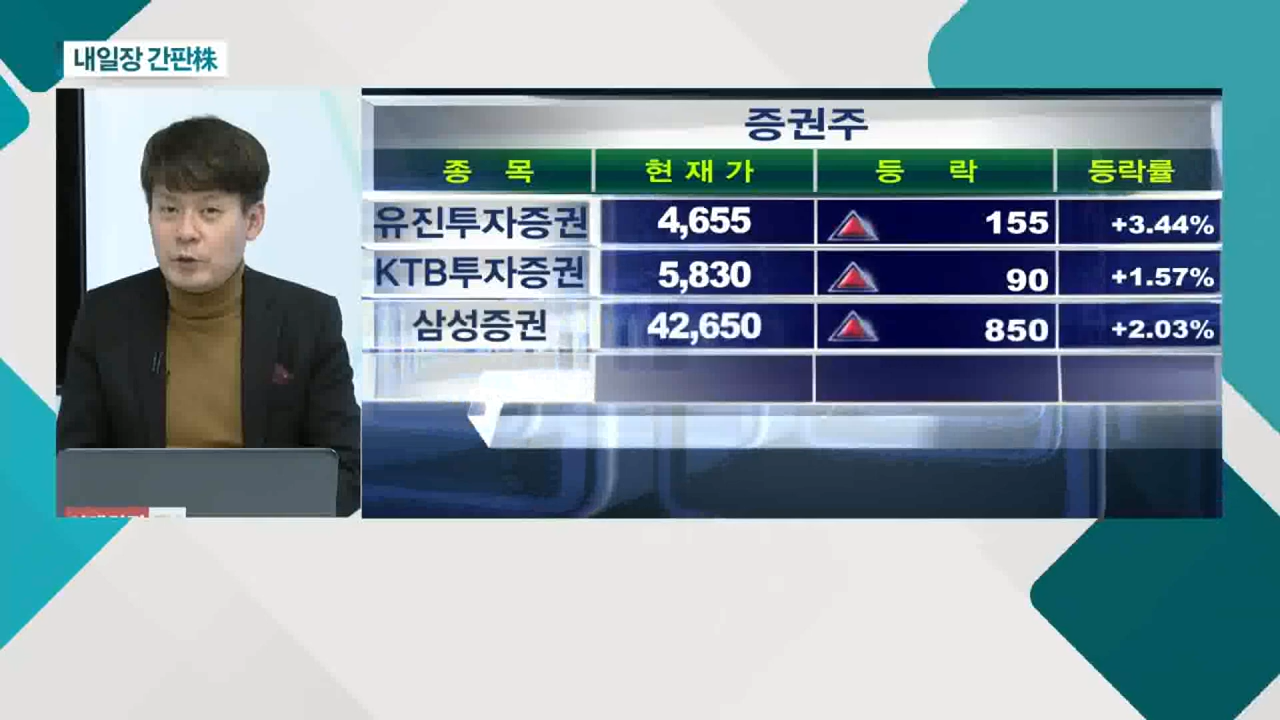 내일장 간판株
증권주
종 목 현재가 등 락 등락률
유진투자증권 4,655 ▲ 155 +3.44%
KTB투자증권 5,830 ▲ 90 +1.57%
삼성증권 42,650 ▲ 850 +2.03%